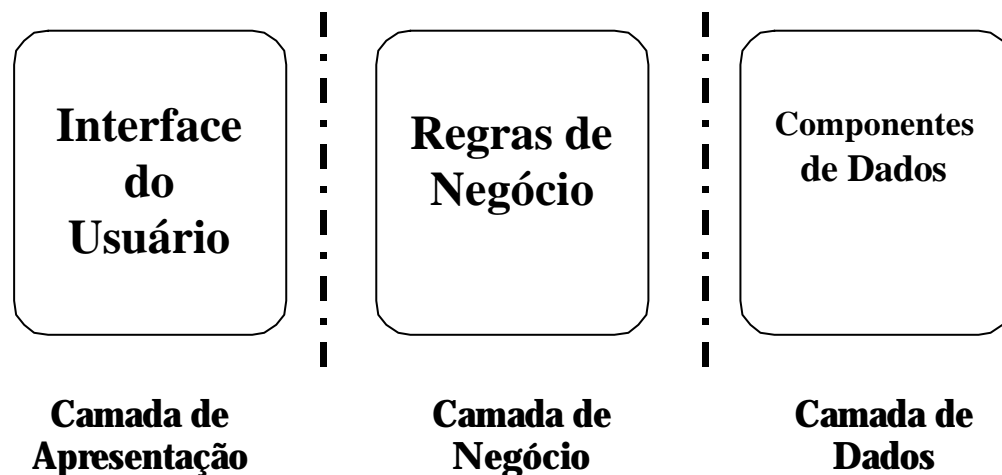 Interface
do
Usuário
Regras de
Negócio
Componentes
de Dados
Camada de
Apresentação
Camada de
Negócio
Camada de
Dados